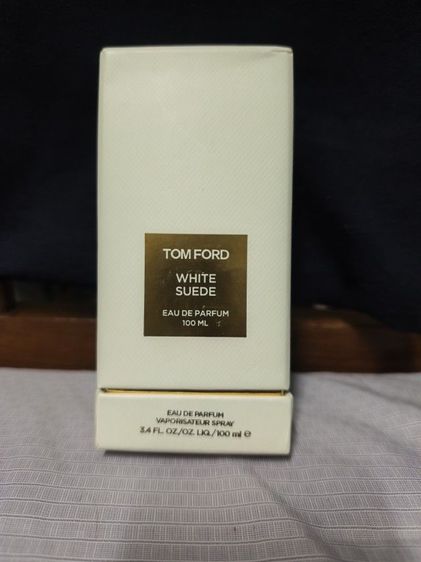 TOM FORD
WHITE
SUEDE
EAU DE PARFUM
100 ML
EAU DE PARFUM
VAPORISATEUR SPRAY
3.4 FL. OZ./OZ. LIQ./100 ml ℮